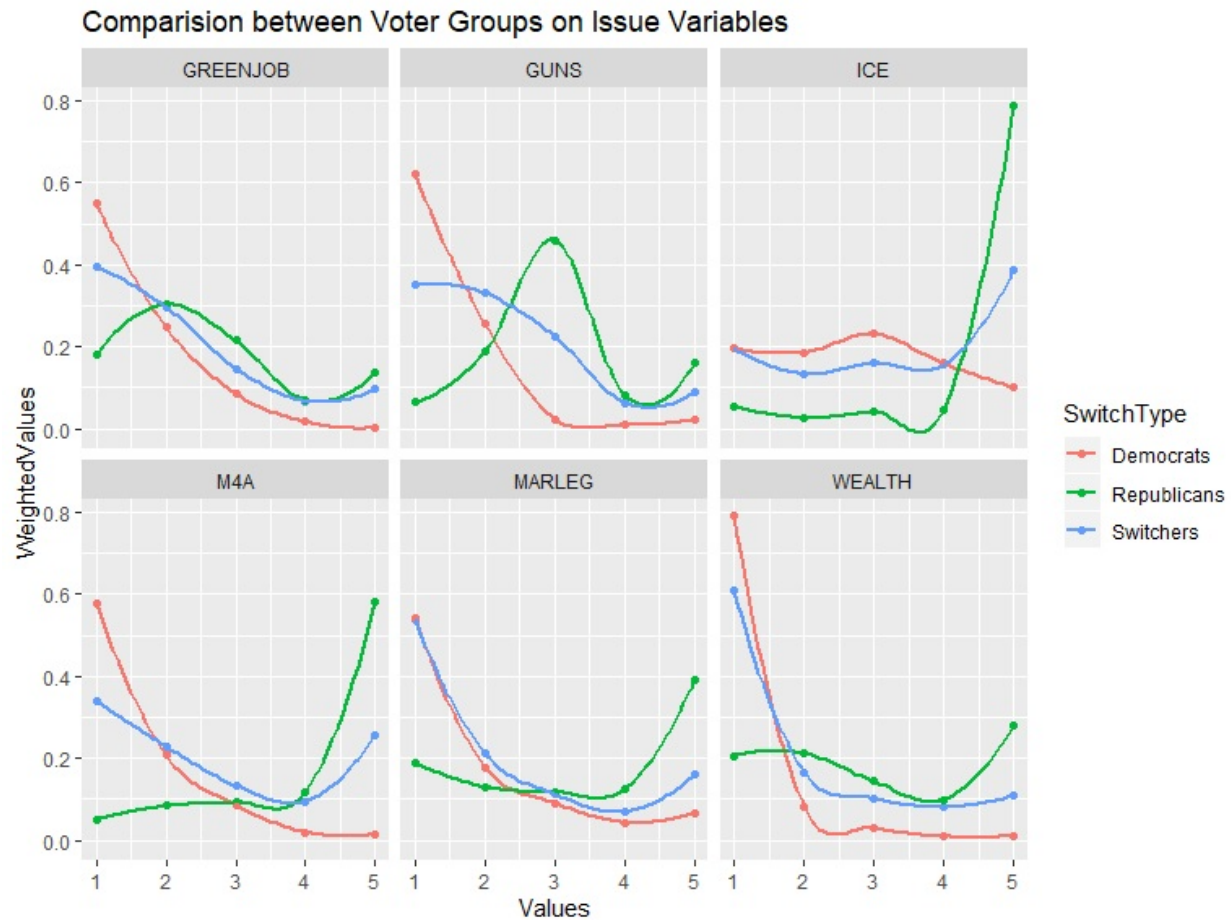 Comparision between Voter Groups on Issue Variables
GREENJOB GUNS ICE
0.8
0.6
0.4
0.2
0.0
M4A MARLEG WEALTH
0.8
0.6
0.4
0.2
0.0
1 2 3 4 5 1 2 3 4 5 1 2 3 4 5
Values
WeightedValues
SwitchType
Democrats
Republicans
Switchers